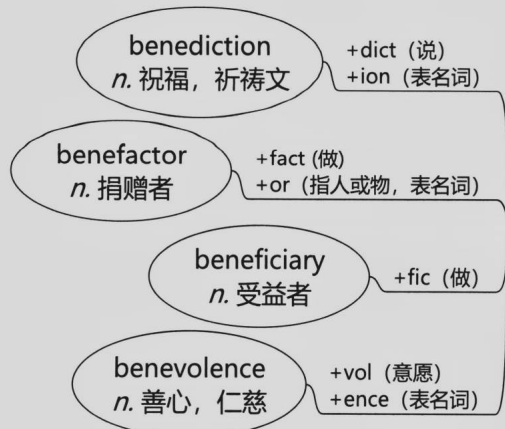 benediction
n. 祝福，祈祷文
+dict（说）
+ion（表名词）
benefactor
n. 捐赠者
+fact (做)
+or（指人或物，表名词）
beneficiary
n. 受益者
+fic（做）
benevolence
n. 善心，仁慈
+vol（意愿）
+ence（表名词）